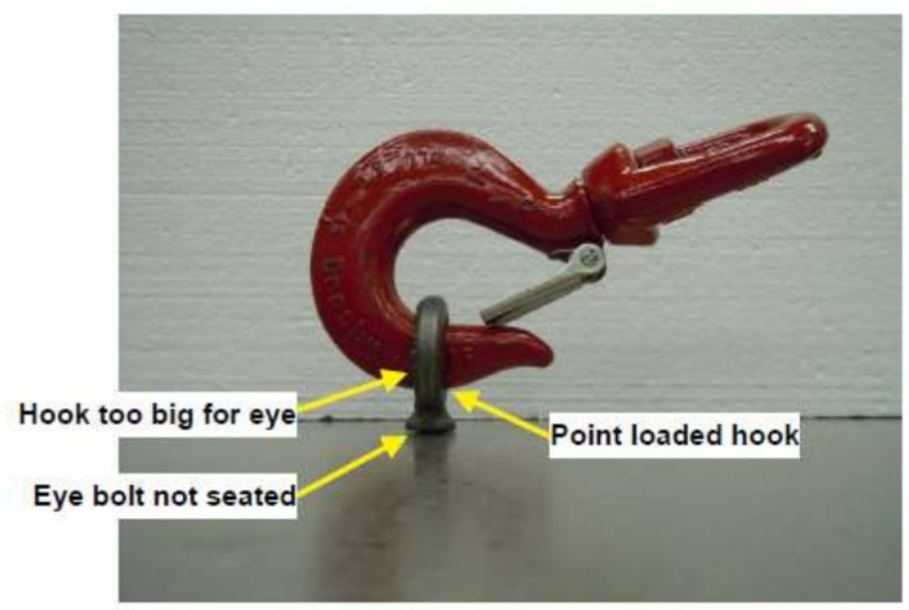 Hook too big for eye
Point loaded hook
Eye bolt not seated